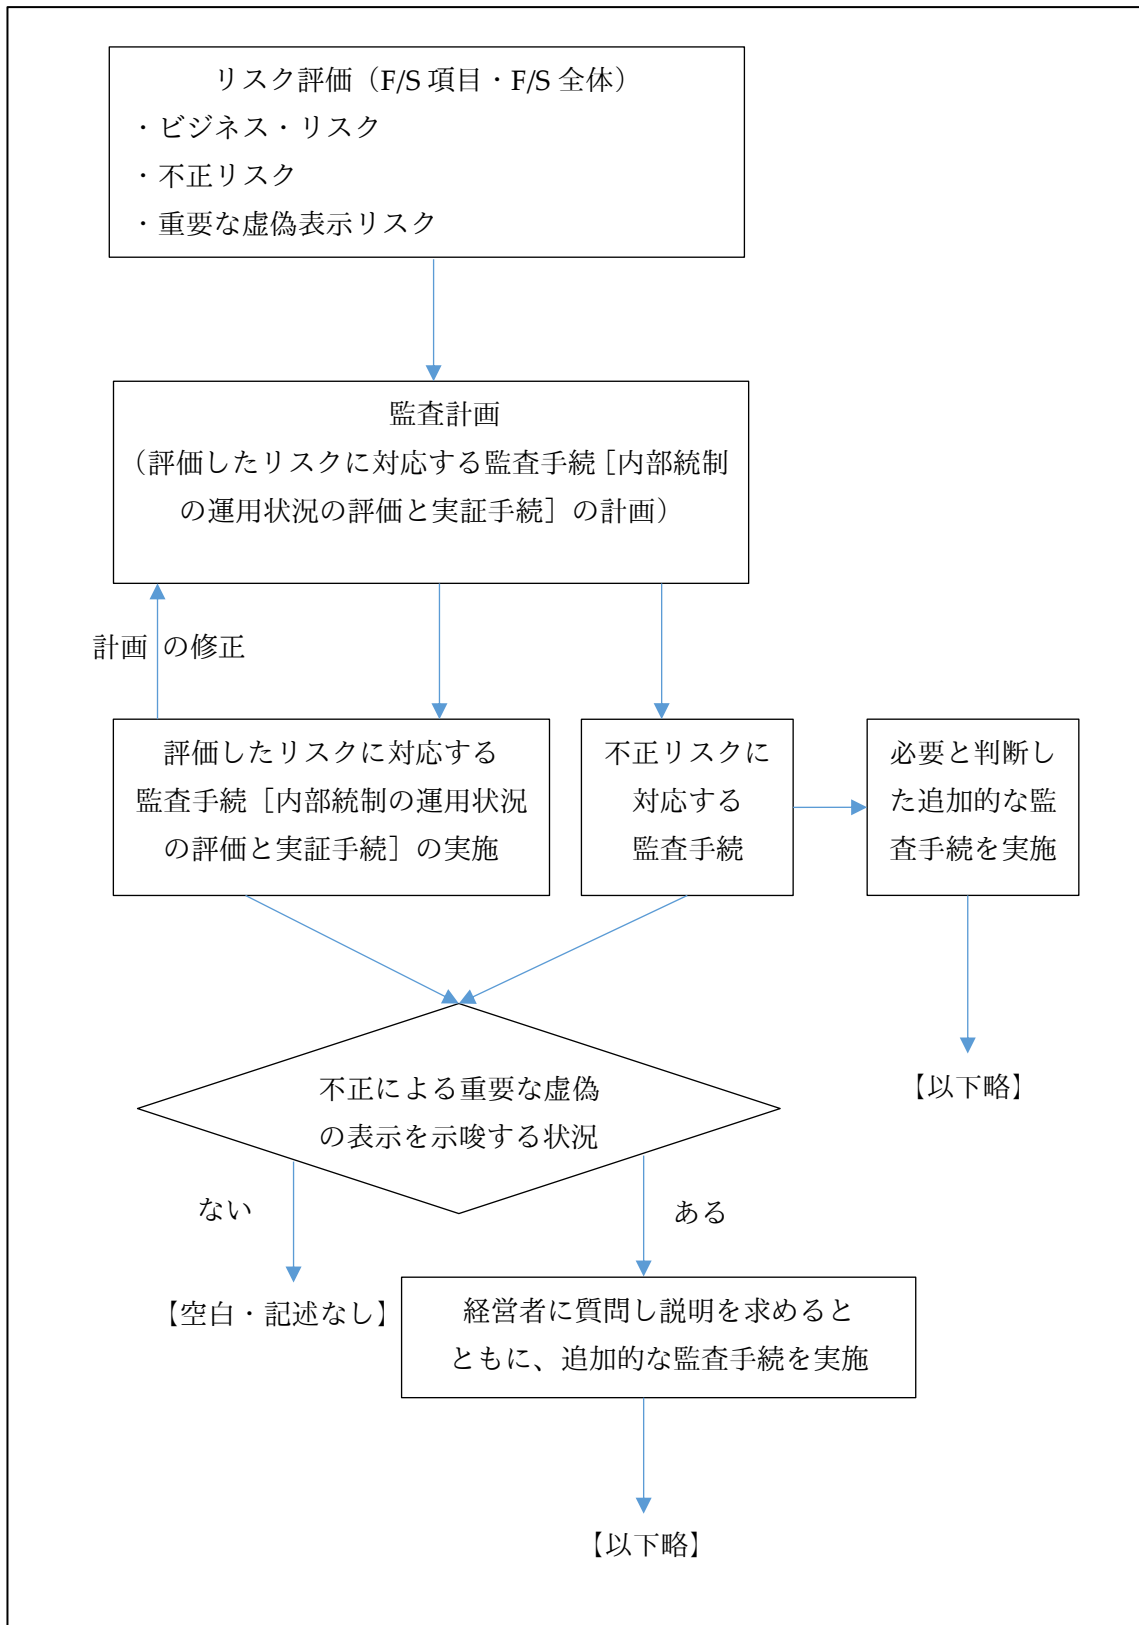 リスク評価（F/S 項目・F/S 全体）
・ビジネス・リスク
・不正リスク
・重要な虚偽表示リスク
監査計画
（評価したリスクに対応する監査手続［内部統制
の運用状況の評価と実証手続］の計画）
計画 の修正
評価したリスクに対応する
監査手続［内部統制の運用状況
の評価と実証手続］の実施
不正リスクに
対応する
監査手続
必要と判断し
た追加的な監
査手続を実施
【以下略】
不正による重要な虚偽
の表示を示唆する状況
ない
ある
【空白・記述なし】
経営者に質問し説明を求めると
ともに、追加的な監査手続を実施
【以下略】